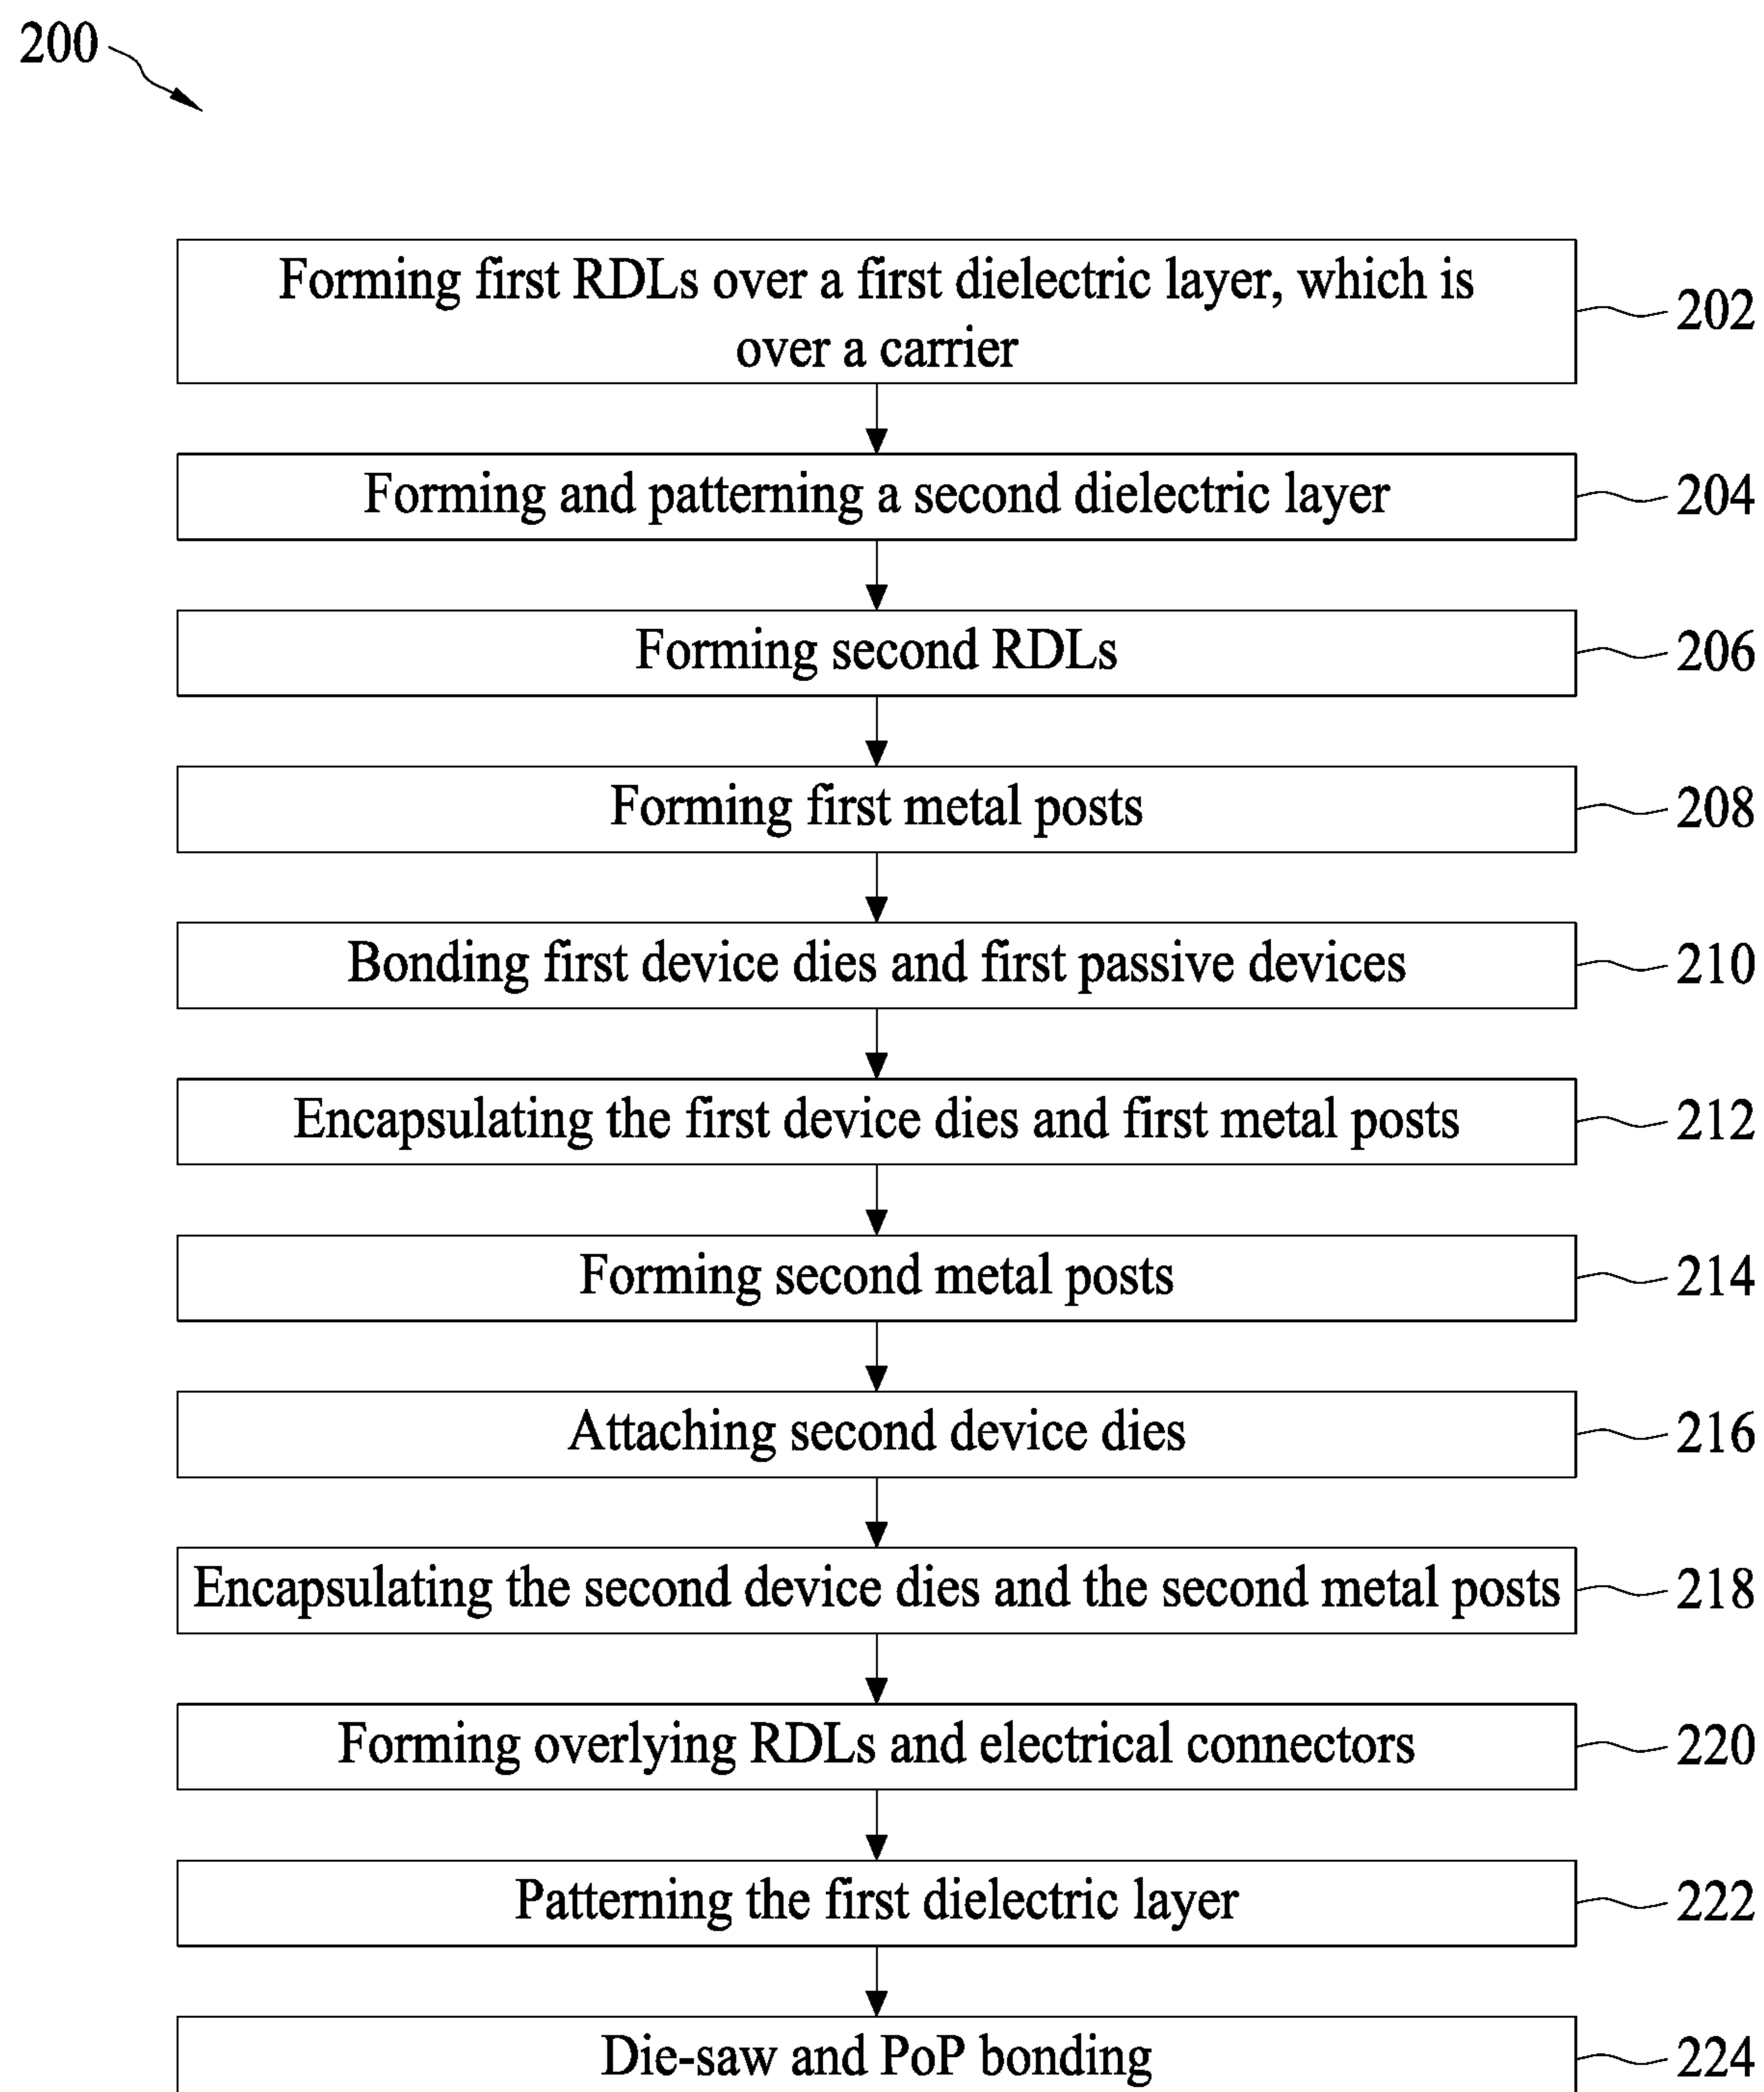 200
Forming first RDLs over a first dielectric layer, which is
over a carrier
202
Forming and patterning a second dielectric layer
204
Forming second RDLs
206
Forming first metal posts
208
Bonding first device dies and first passive devices
210
Encapsulating the first device dies and first metal posts
212
Forming second metal posts
214
Attaching second device dies
216
Encapsulating the second device dies and the second metal posts
218
Forming overlying RDLs and electrical connectors
220
Patterning the first dielectric layer
222
Die-saw and PoP bonding
224